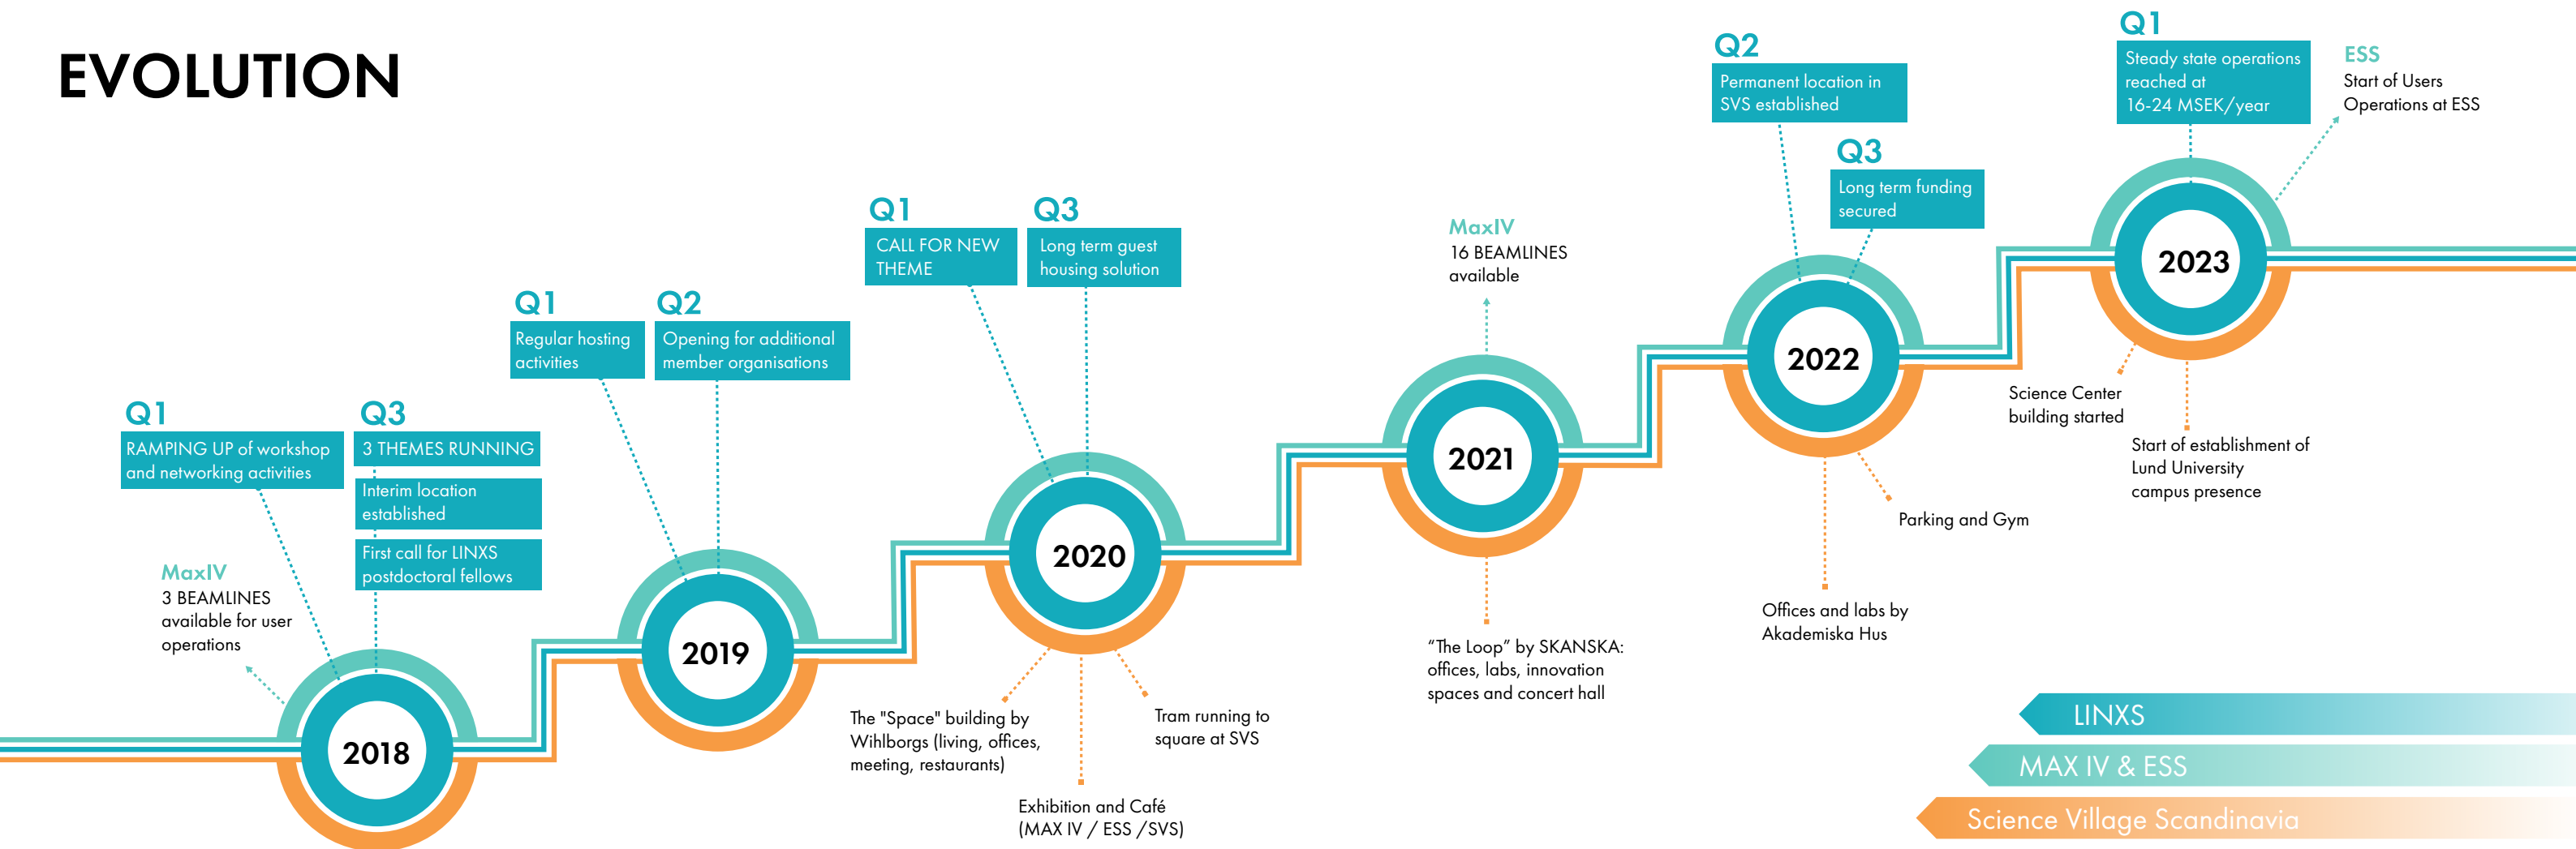 EVOLUTION
Q1
RAMPING UP of workshop
and networking activities
Q3
3 THEMES RUNNING
Interim location
established
First call for LINXS
postdoctoral fellows
MaxIV
3 BEAMLINES
available for user
operations
2018
Q1
Regular hosting
activities
Q2
Opening for additional
member organisations
2019
Q1
CALL FOR NEW
THEME
Q3
Long term guest
housing solution
2020
The "Space" building by
Wihlborgs (living, offices,
meeting, restaurants)
Exhibition and Café
(MAX IV / ESS /SVS)
Tram running to
square at SVS
MaxIV
16 BEAMLINES
available
2021
“The Loop” by SKANSKA:
offices, labs, innovation
spaces and concert hall
Q2
Permanent location in
SVS established
Q3
Long term funding
secured
2022
Offices and labs by
Akademiska Hus
Parking and Gym
Q1
Steady state operations
reached at
16-24 MSEK/year
ESS
Start of Users
Operations at ESS
2023
Science Center
building started
Start of establishment of
Lund University
campus presence
LINXS
MAX IV & ESS
Science Village Scandinavia